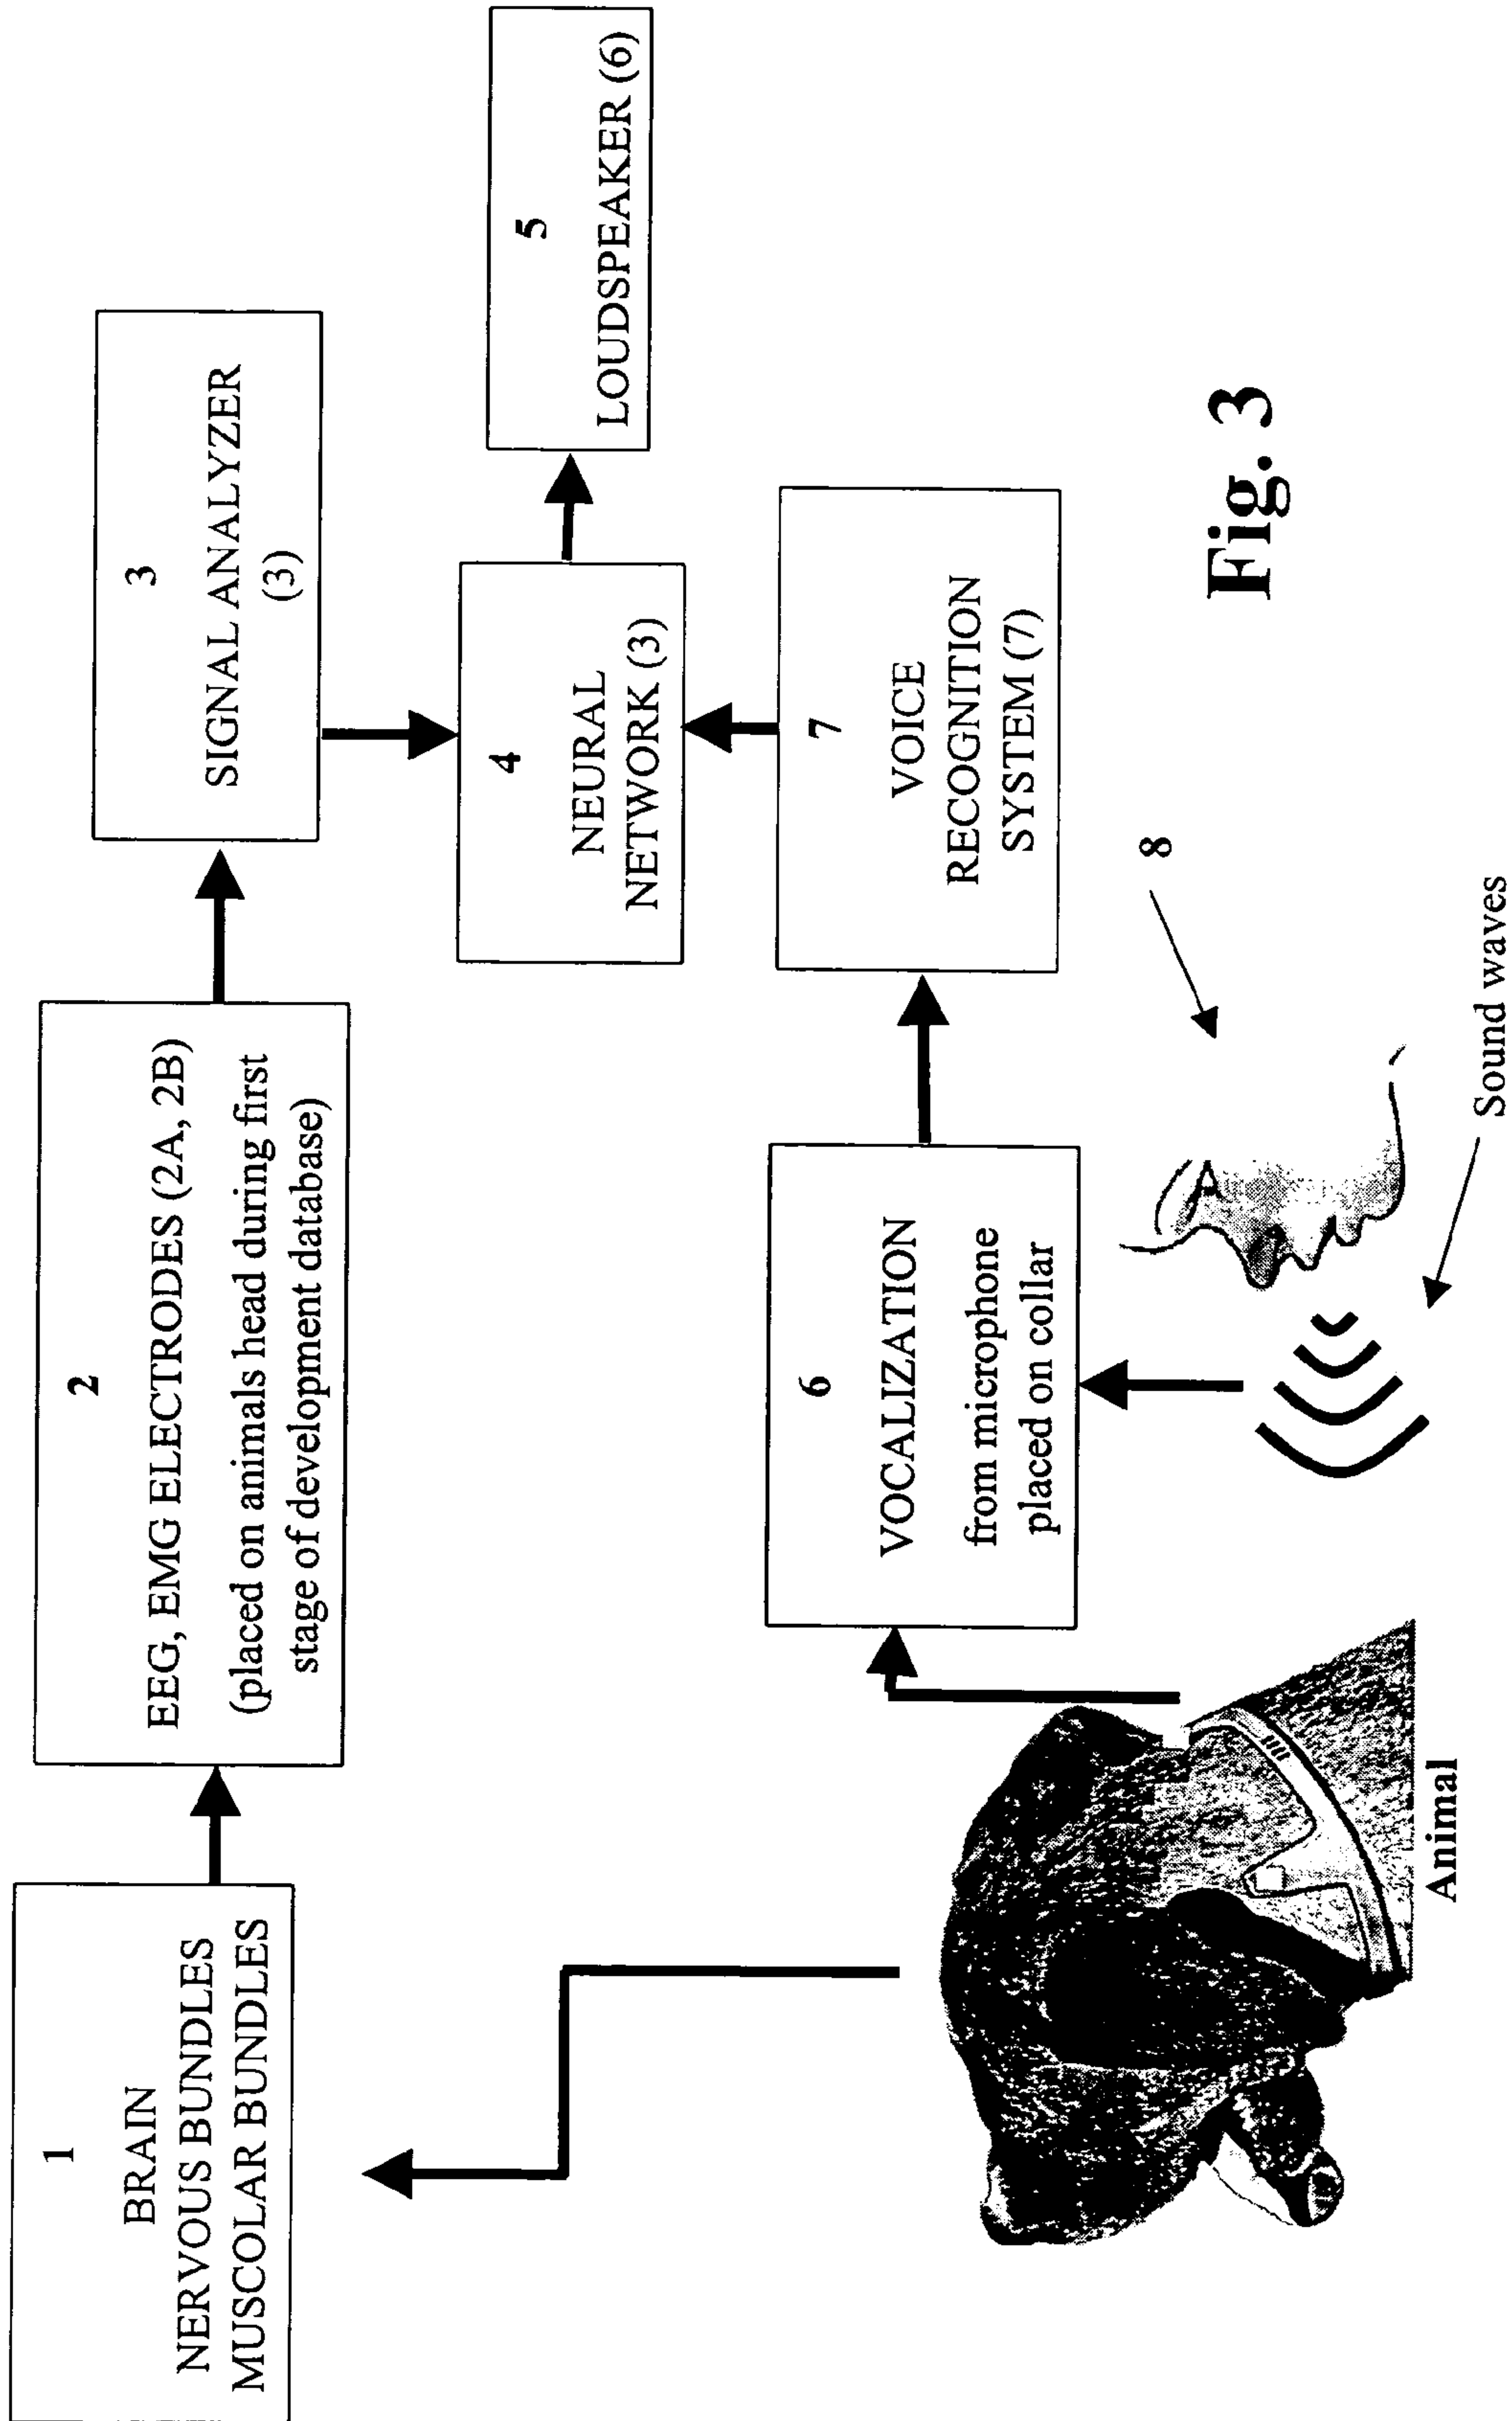 1
BRAIN
NERVOUS BUNDLES
MUSCOLAR BUNDLES
2
EEG, EMG ELECTRODES (2A, 2B)
(placed on animals head during first
stage of development database)
3
SIGNAL ANALYZER
(3)
4
NEURAL
NETWORK (3)
5
LOUDSPEAKER (6)
6
VOCALIZATION
from microphone
placed on collar
7
VOICE
RECOGNITION
SYSTEM (7)
8
Sound waves
Animal
Fig. 3